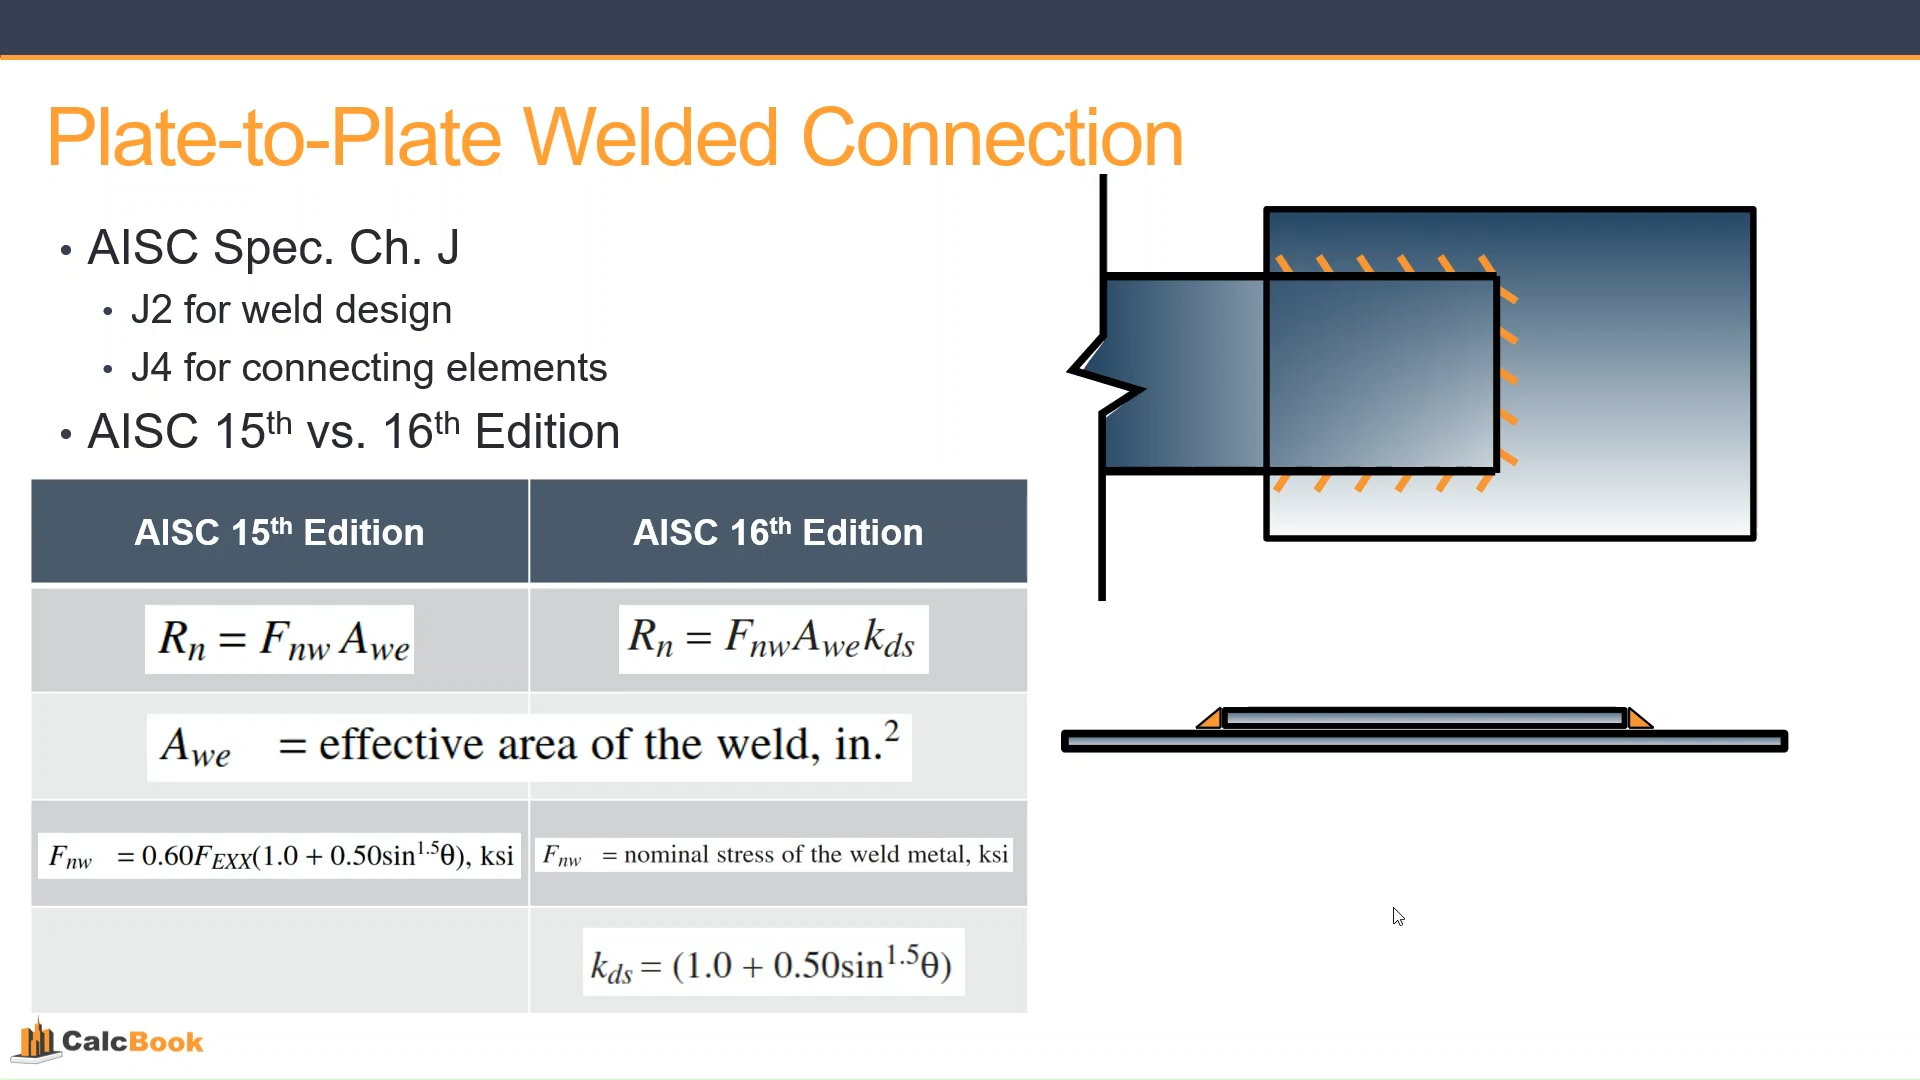 Plate-to-Plate Welded Connection
• AISC Spec. Ch. J
• J2 for weld design
• J4 for connecting elements
• AISC 15th vs. 16th Edition
AISC 15th Edition
AISC 16th Edition
Rn = Fnw Awe
Rn = FnwAwekds
Awe = effective area of the weld, in.²
Fnw = 0.60FEXX(1.0 + 0.50sin1.5θ), ksi
Fnw = nominal stress of the weld metal, ksi
kds = (1.0 + 0.50sin1.5θ)
CalcBook